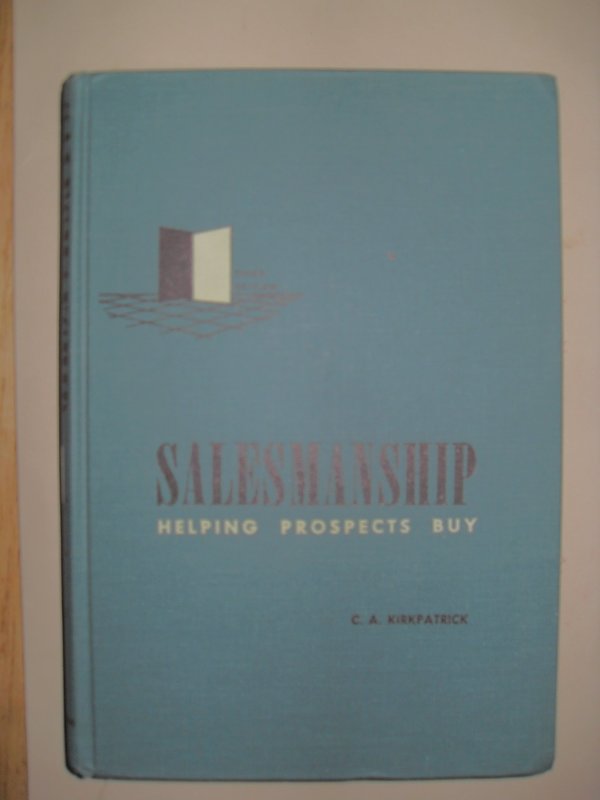 SALESMANSHIP
HELPING PROSPECTS BUY
C. A. KIRKPATRICK